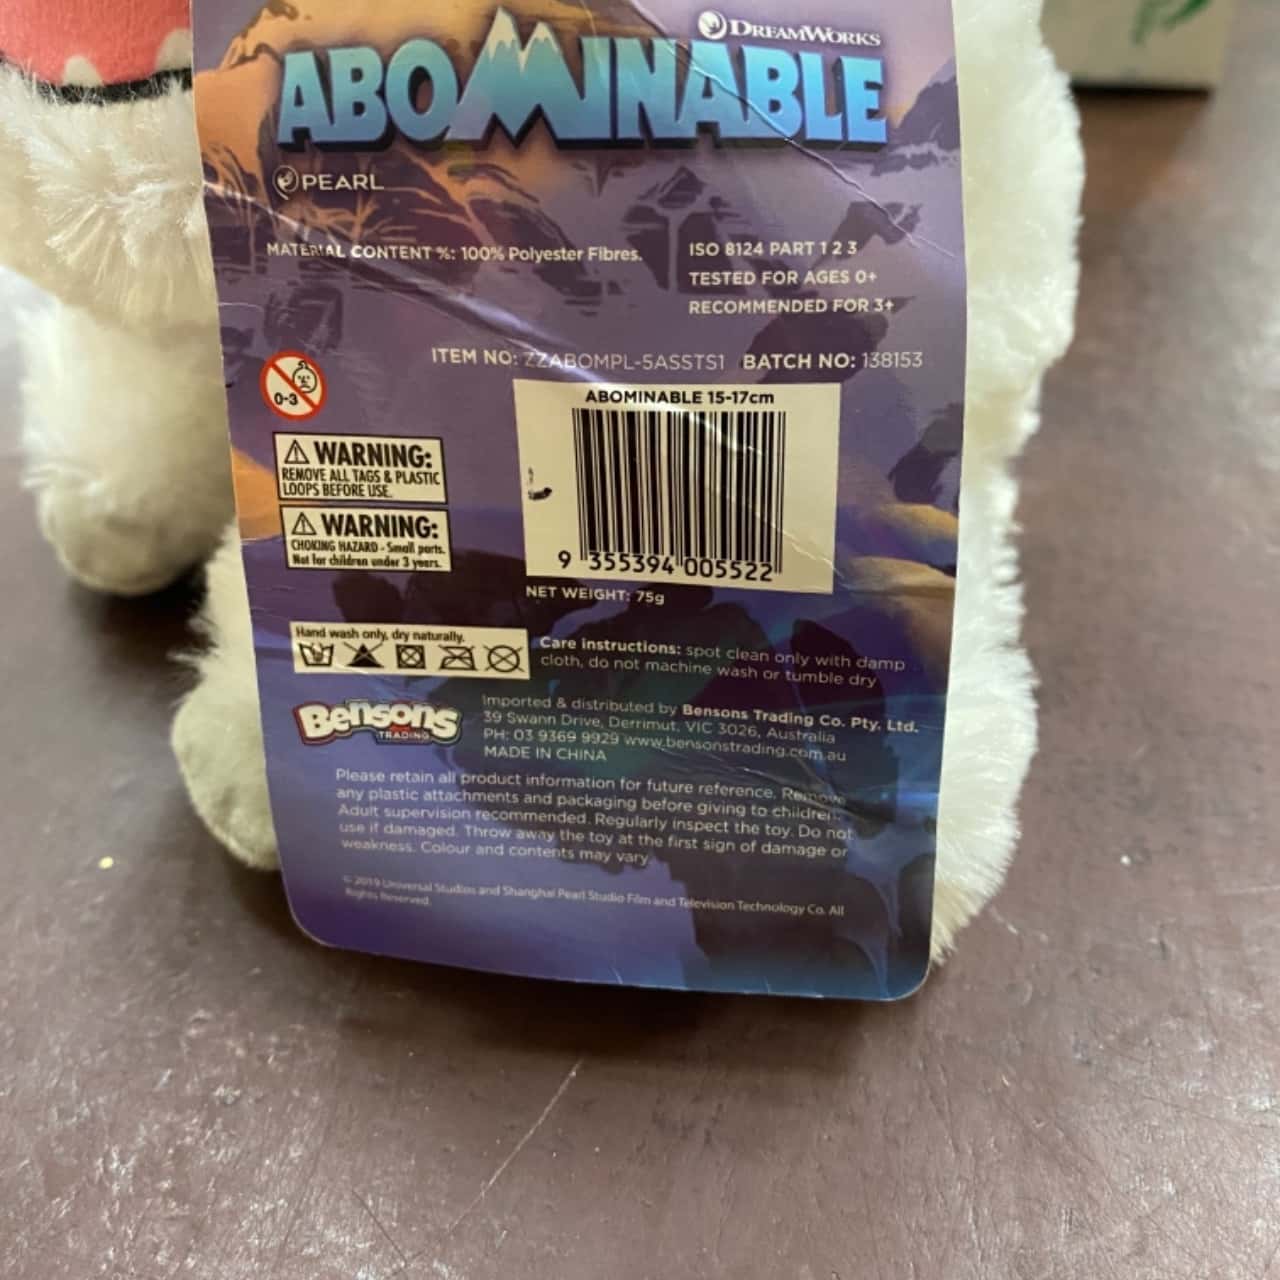 DREAMWORKS
ABOMINABLE
PEARL
MATERIAL CONTENT %: 100% Polyester Fibres.
ISO 8124 PART 1 2 3
TESTED FOR AGES 0+
RECOMMENDED FOR 3+
ITEM NO: ZZABOMPL-5ASSTS1 BATCH NO: 138153
0-3
ABOMINABLE 15-17cm
WARNING:
REMOVE ALL TAGS & PLASTIC
LOOPS BEFORE USE.
WARNING:
CHOKING HAZARD - Small parts.
Not for children under 3 years.
9 355394 005522
NET WEIGHT: 75g
Hand wash only, dry naturally.
Care instructions: spot clean only with damp
cloth, do not machine wash or tumble dry
Bensons
TRADING
Imported & distributed by Bensons Trading Co. Pty. Ltd.
39 Swann Drive, Derrimut, VIC 3026, Australia
PH: 03 9369 9929 www.bensonstrading.com.au
MADE IN CHINA
Please retain all product information for future reference. Remove
any plastic attachments and packaging before giving to children.
Adult supervision recommended. Regularly inspect the toy. Do not
use if damaged. Throw away the toy at the first sign of damage or
weakness. Colour and contents may vary
© 2019 Universal Studios and Shanghai Pearl Studio Film and Television Technology Co. All
Rights Reserved.